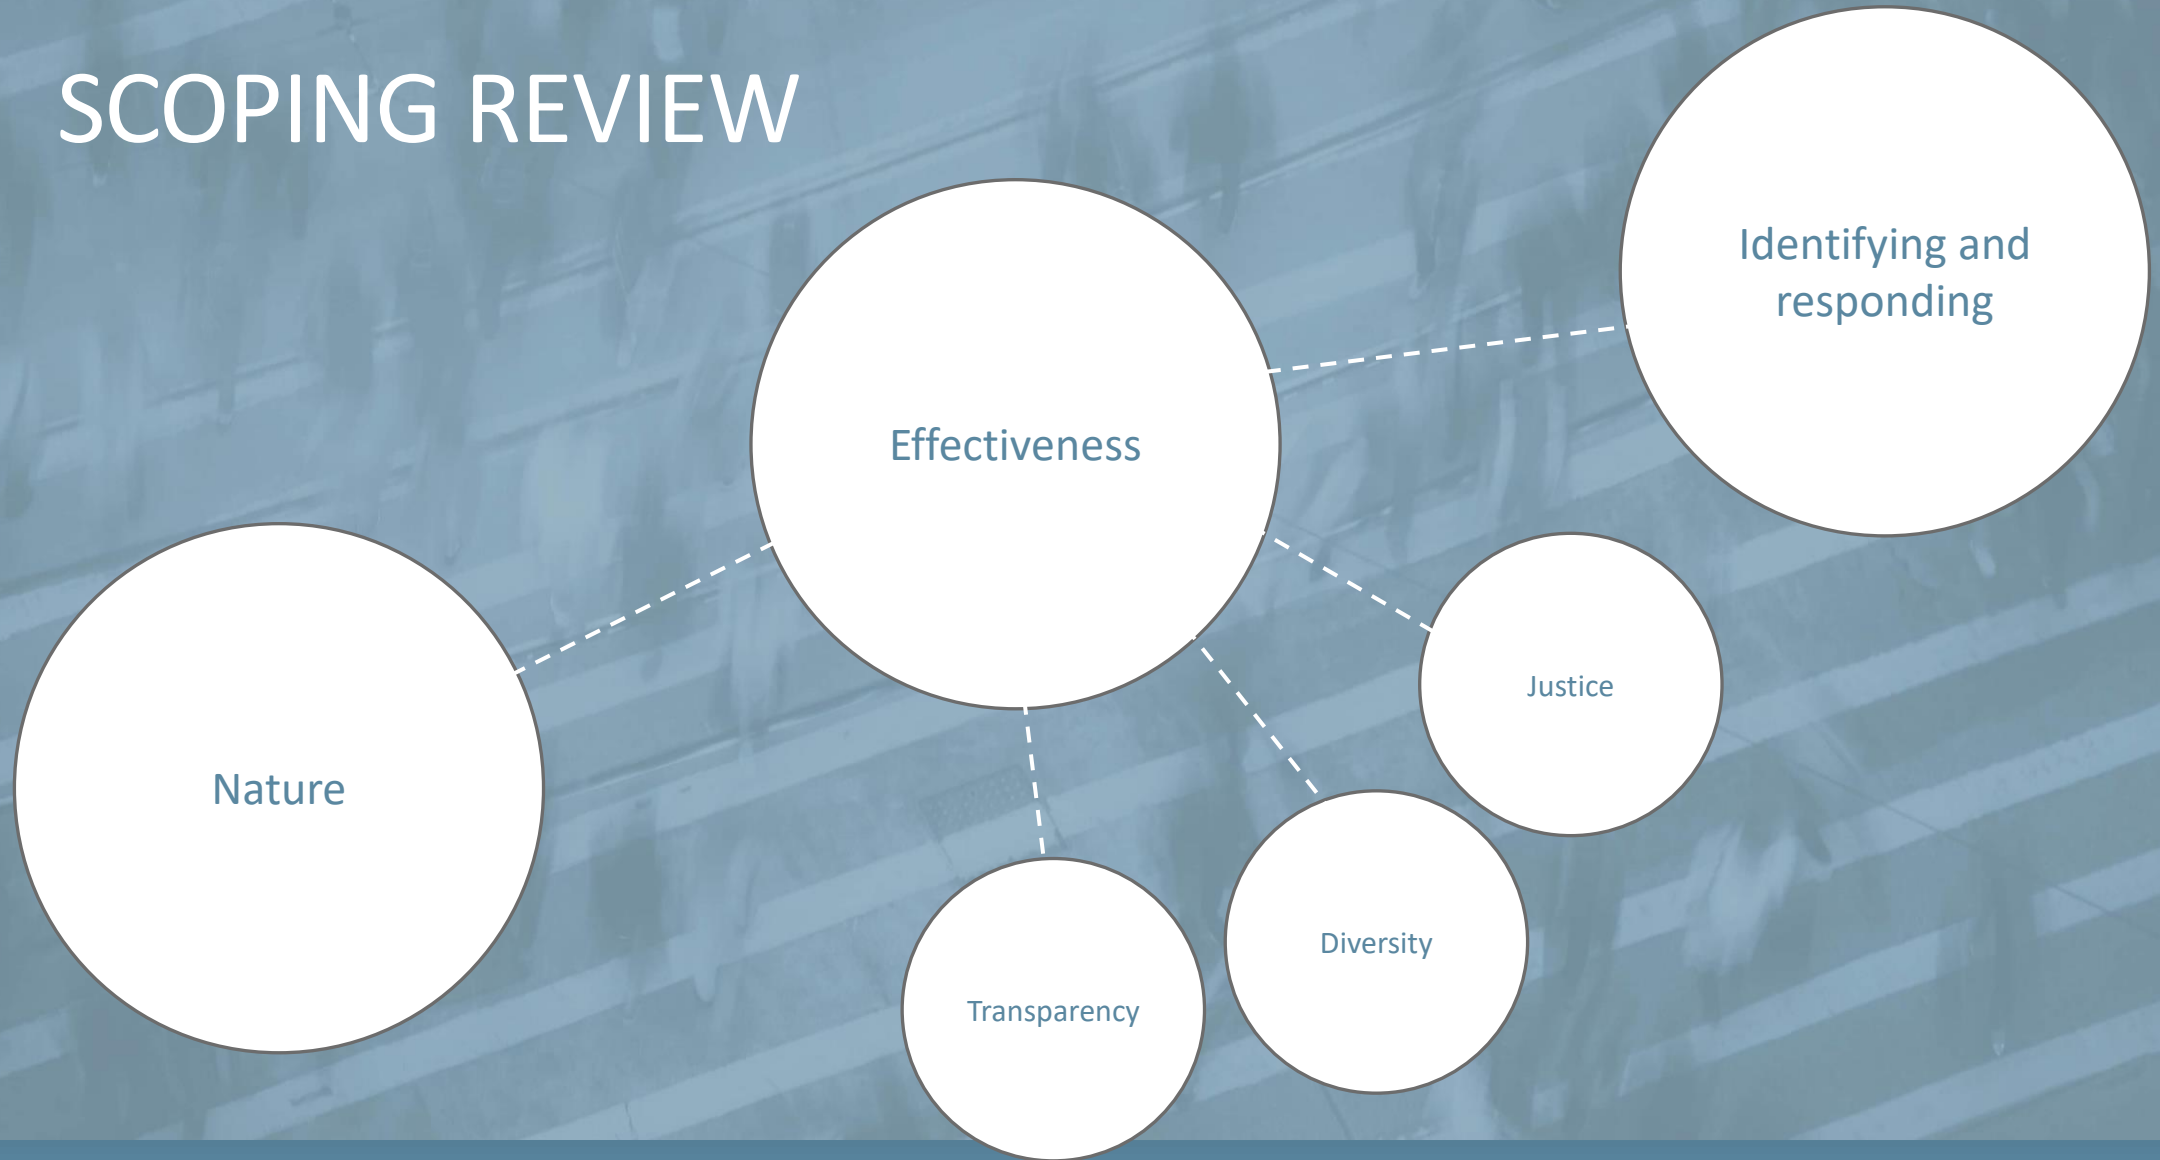 SCOPING REVIEW
Identifying and
responding
Effectiveness
Justice
Nature
Diversity
Transparency